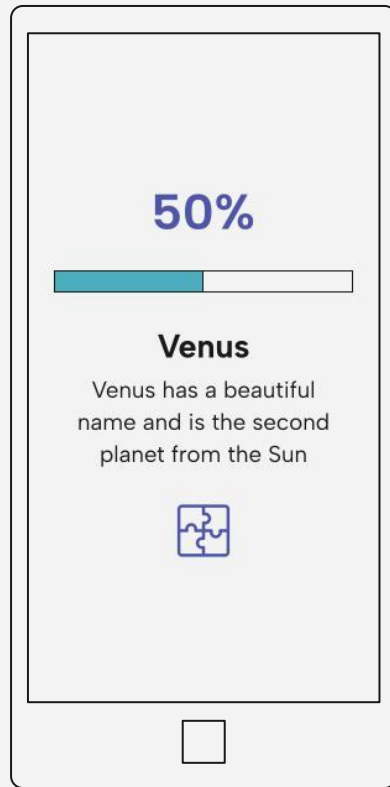 50%
Venus
Venus has a beautiful
name and is the second
planet from the Sun